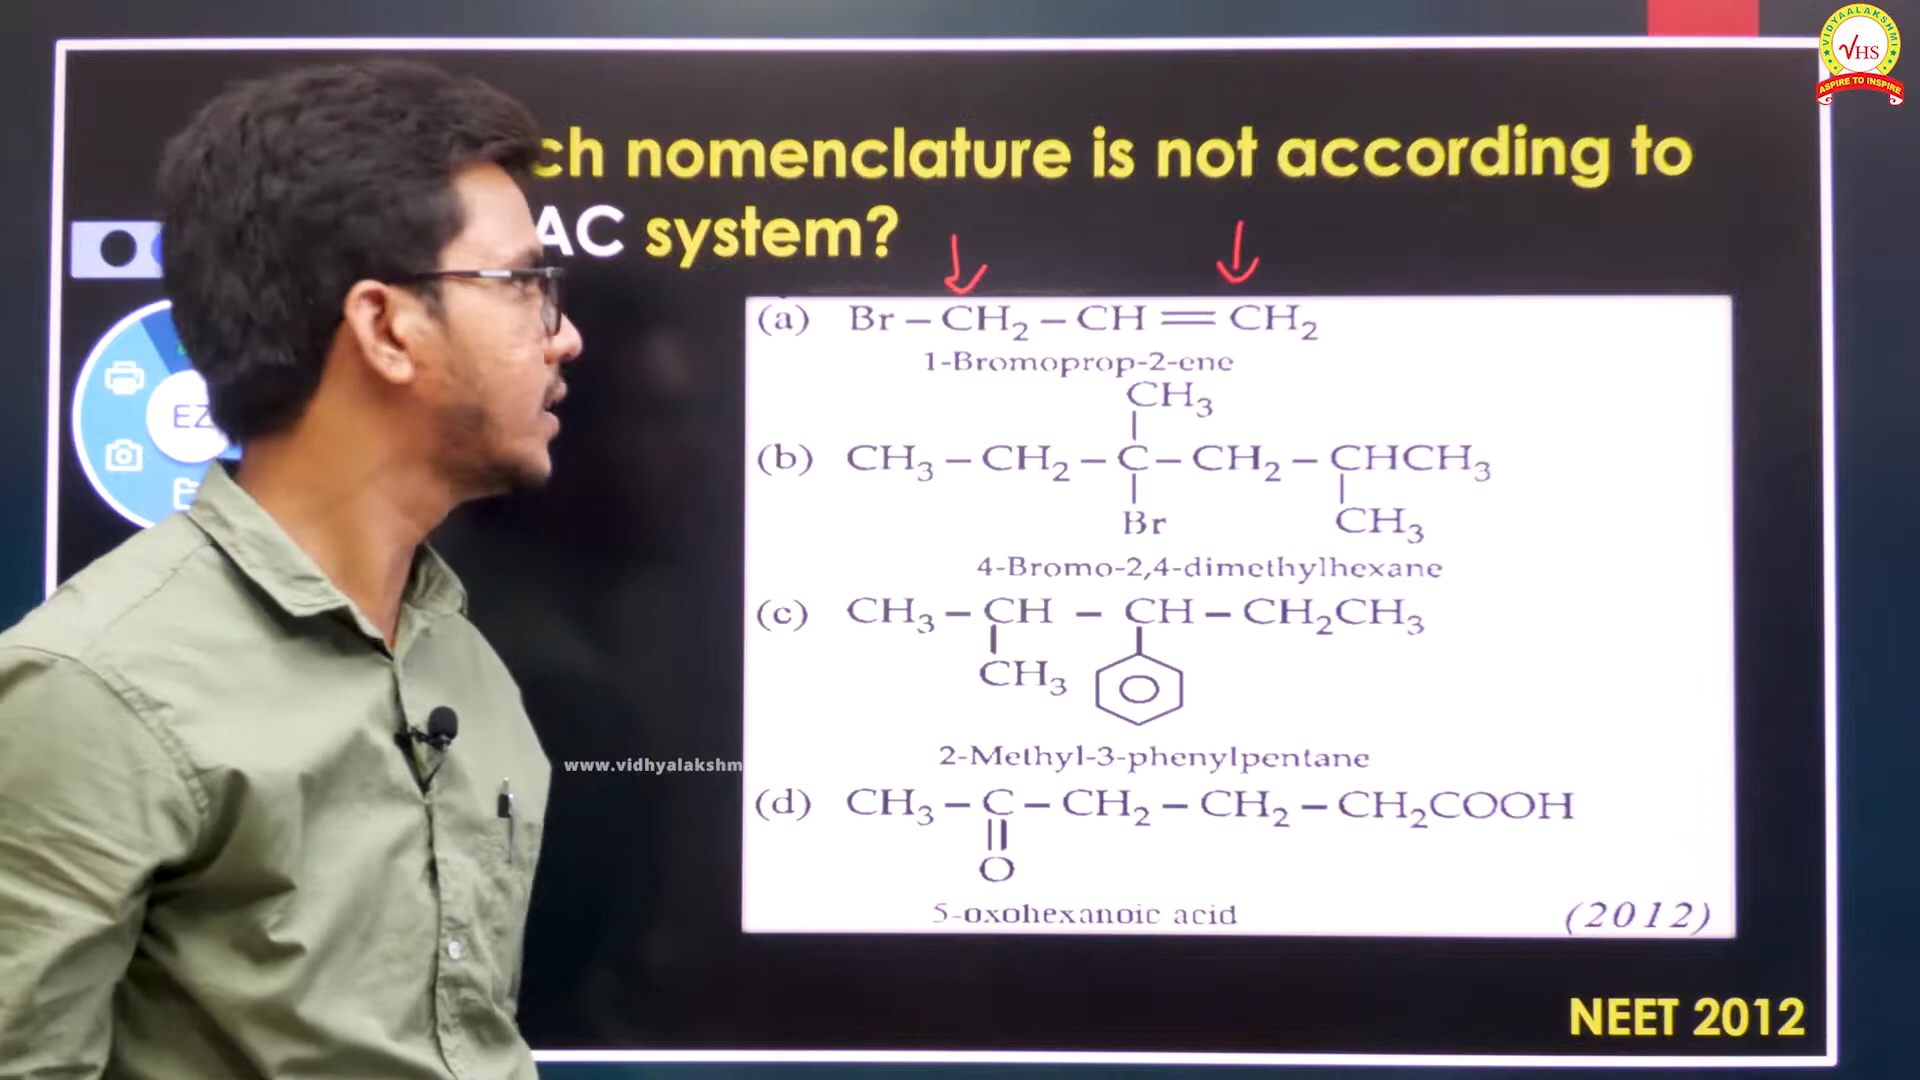 VIDYAALAKSHMI
VHS
ASPIRE TO INSPIRE
ch nomenclature is not according to
AC system?
(a) Br – CH₂ – CH = CH₂
1-Bromoprop-2-ene
CH₃
(b) CH₃ – CH₂ – C – CH₂ – CHCH₃
Br CH₃
4-Bromo-2,4-dimethylhexane
(c) CH₃ – CH – CH – CH₂CH₃
CH₃
2-Methyl-3-phenylpentane
(d) CH₃ – C – CH₂ – CH₂ – CH₂COOH
O
5-oxohexanoic acid
(2012)
EZ
www.vidhyalakshm
NEET 2012